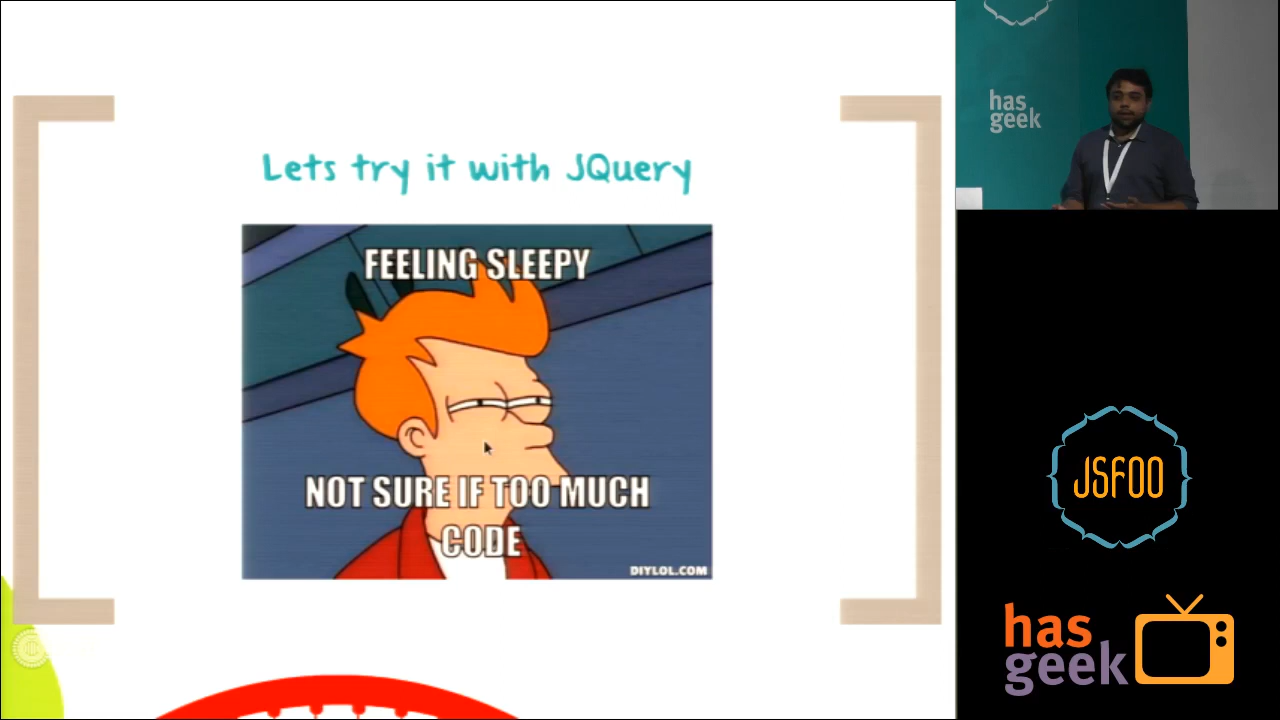 Lets try it with JQuery
FEELING SLEEPY
NOT SURE IF TOO MUCH
CODE
DIYLOL.COM
has
geek
JSFOO
has
geek